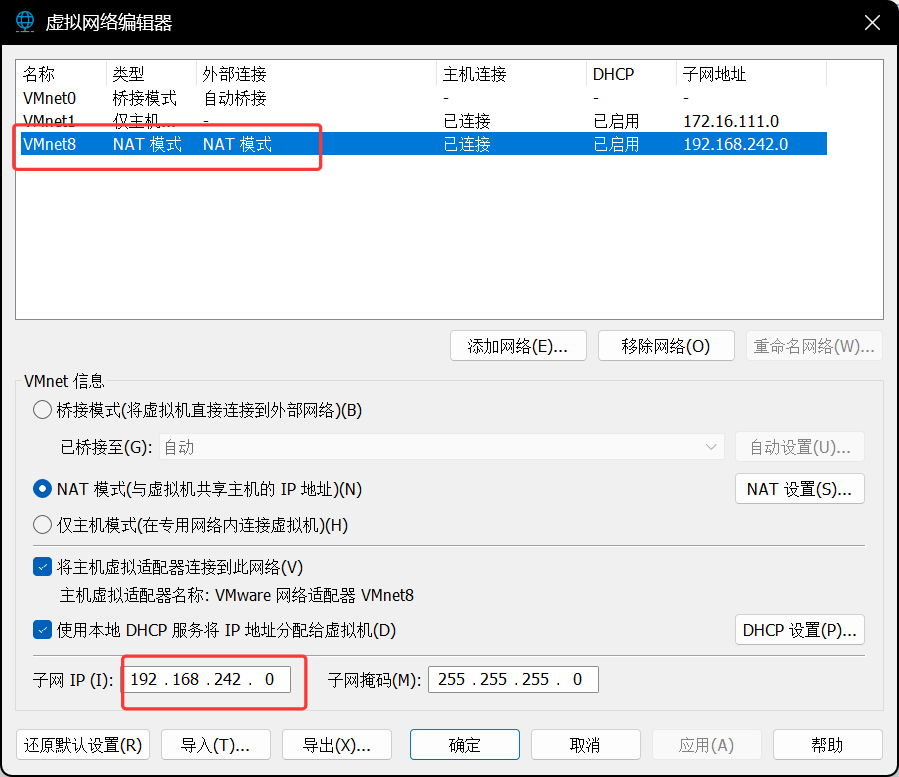 虚拟网络编辑器
名称 类型 外部连接 主机连接 DHCP 子网地址
VMnet0 桥接模式 自动桥接 - - -
VMnet1 仅主机... - 已连接 已启用 172.16.111.0
VMnet8 NAT 模式 NAT 模式 已连接 已启用 192.168.242.0
添加网络(E)... 移除网络(O) 重命名网络(W)...
VMnet 信息
桥接模式(将虚拟机直接连接到外部网络)(B)
已桥接至(G): 自动 自动设置(U)...
NAT 模式(与虚拟机共享主机的 IP 地址)(N) NAT 设置(S)...
仅主机模式(在专用网络内连接虚拟机)(H)
将主机虚拟适配器连接到此网络(V)
主机虚拟适配器名称: VMware 网络适配器 VMnet8
使用本地 DHCP 服务将 IP 地址分配给虚拟机(D) DHCP 设置(P)...
子网 IP (I): 192 . 168 . 242 . 0 子网掩码(M): 255 . 255 . 255 . 0
还原默认设置(R) 导入(T)... 导出(X)... 确定 取消 应用(A) 帮助